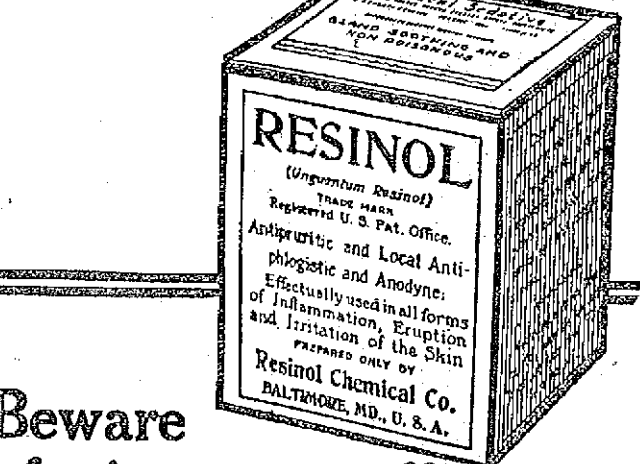 BLAND SOOTHING AND
NON POISONOUS
RESINOL
(Unguentum Resinol)
TRADE MARK
Registered U. S. Pat. Office.
Antipruritic and Local Anti-
phlogistic and Anodyne;
Effectually used in all forms
of Inflammation, Eruption
and Irritation of the Skin
PREPARED ONLY BY
Resinol Chemical Co.
BALTIMORE, MD., U. S. A.
Beware